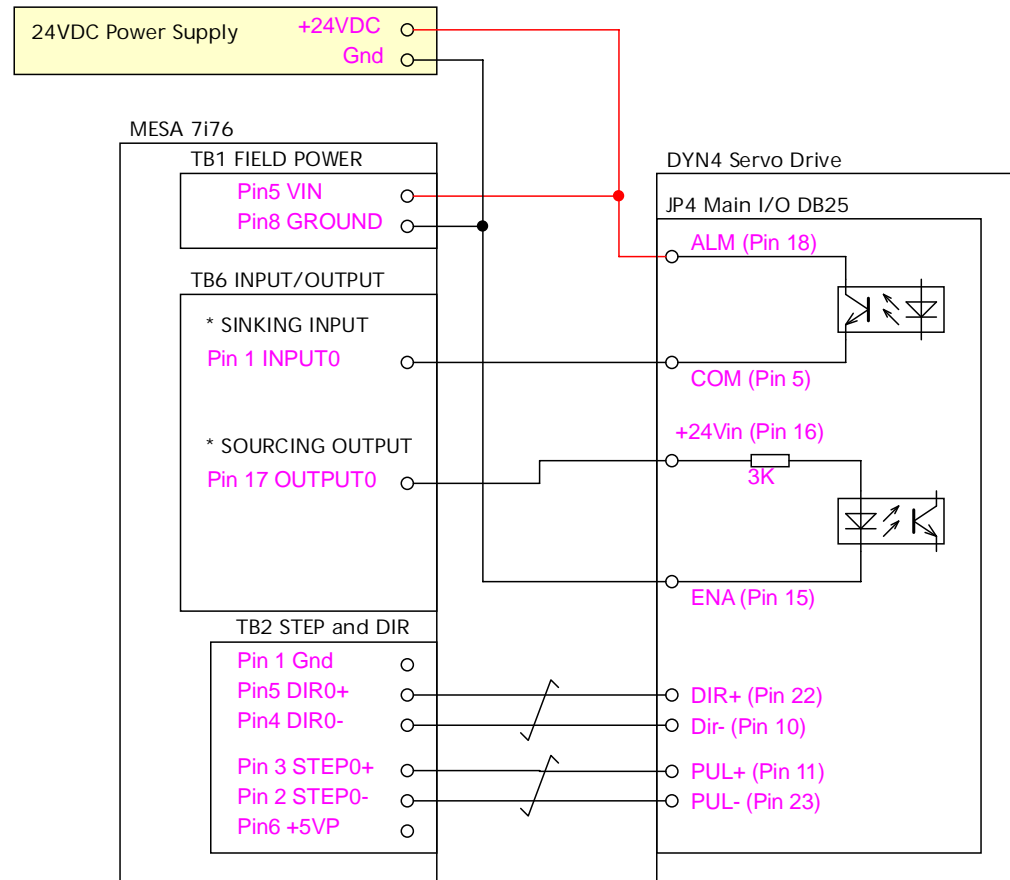 24VDC Power Supply
+24VDC
Gnd
MESA 7i76
TB1 FIELD POWER
Pin5 VIN
Pin8 GROUND
TB6 INPUT/OUTPUT
* SINKING INPUT
Pin 1 INPUT0
* SOURCING OUTPUT
Pin 17 OUTPUT0
TB2 STEP and DIR
Pin 1 Gnd
Pin5 DIR0+
Pin4 DIR0-
Pin 3 STEP0+
Pin 2 STEP0-
Pin6 +5VP
DYN4 Servo Drive
JP4 Main I/O DB25
ALM (Pin 18)
COM (Pin 5)
+24Vin (Pin 16)
3K
ENA (Pin 15)
DIR+ (Pin 22)
Dir- (Pin 10)
PUL+ (Pin 11)
PUL- (Pin 23)